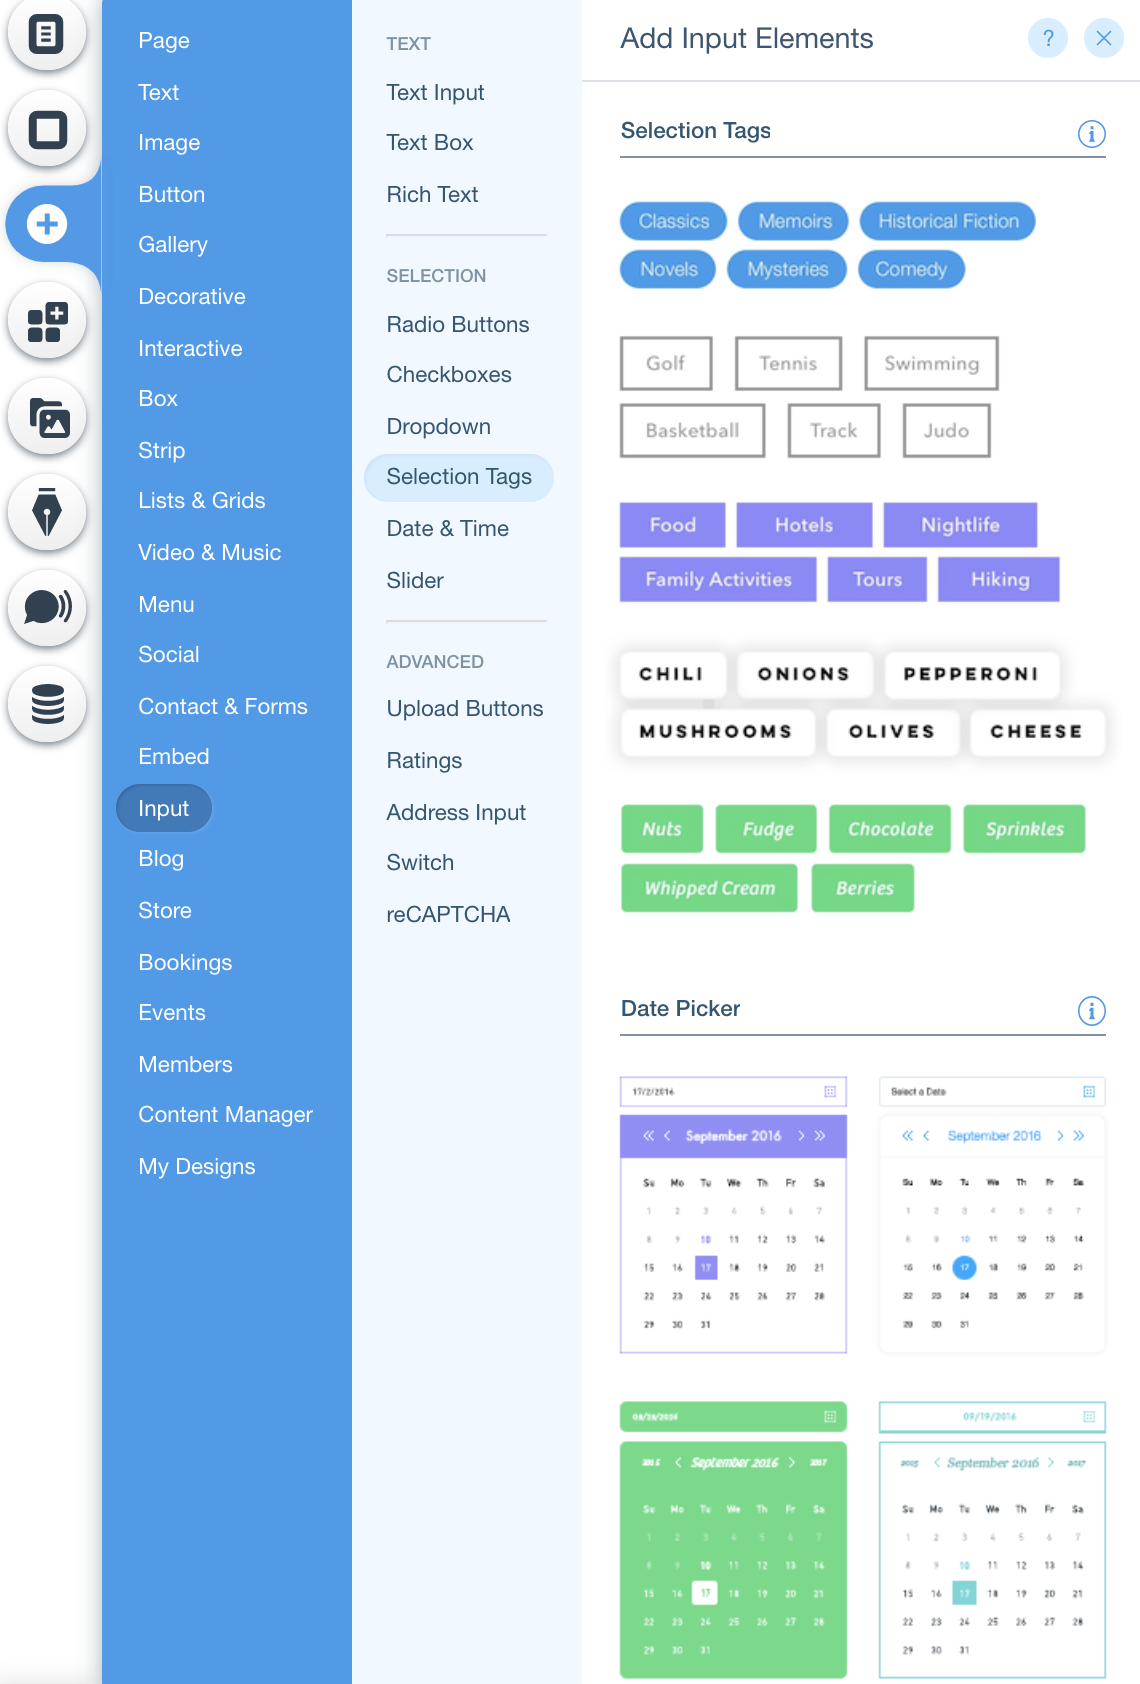 Page
Text
Image
Button
Gallery
Decorative
Interactive
Box
Strip
Lists & Grids
Video & Music
Menu
Social
Contact & Forms
Embed
Input
Blog
Store
Bookings
Events
Members
Content Manager
My Designs
TEXT
Text Input
Text Box
Rich Text
SELECTION
Radio Buttons
Checkboxes
Dropdown
Selection Tags
Date & Time
Slider
ADVANCED
Upload Buttons
Ratings
Address Input
Switch
reCAPTCHA
Add Input Elements ?
Selection Tags
Classics Memoirs Historical Fiction
Novels Mysteries Comedy
Golf Tennis Swimming
Basketball Track Judo
Food Hotels Nightlife
Family Activities Tours Hiking
CHILI ONIONS PEPPERONI
MUSHROOMS OLIVES CHEESE
Nuts Fudge Chocolate Sprinkles
Whipped Cream Berries
Date Picker
17/2/2016
« < September 2016 > »
Su Mo Tu We Th Fr Sa
1 2 3 4 5 6 7
8 9 10 11 12 13 14
15 16 17 18 19 20 21
22 23 24 25 26 27 28
29 30 31
Select a Date
« < September 2016 > »
Su Mo Tu We Th Fr Sa
1 2 3 4 5 6 7
8 9 10 11 12 13 14
15 16 17 18 19 20 21
22 23 24 25 26 27 28
29 30 31
2015 < September 2016 > 2017
Su Mo Tu We Th Fr Sa
1 2 3 4 5 6 7
8 9 10 11 12 13 14
15 16 17 18 19 20 21
22 23 24 25 26 27 28
29 30 31
09/19/2016
2015 < September 2016 > 2017
Su Mo Tu We Th Fr Sa
1 2 3 4 5 6 7
8 9 10 11 12 13 14
15 16 17 18 19 20 21
22 23 24 25 26 27 28
29 30 31